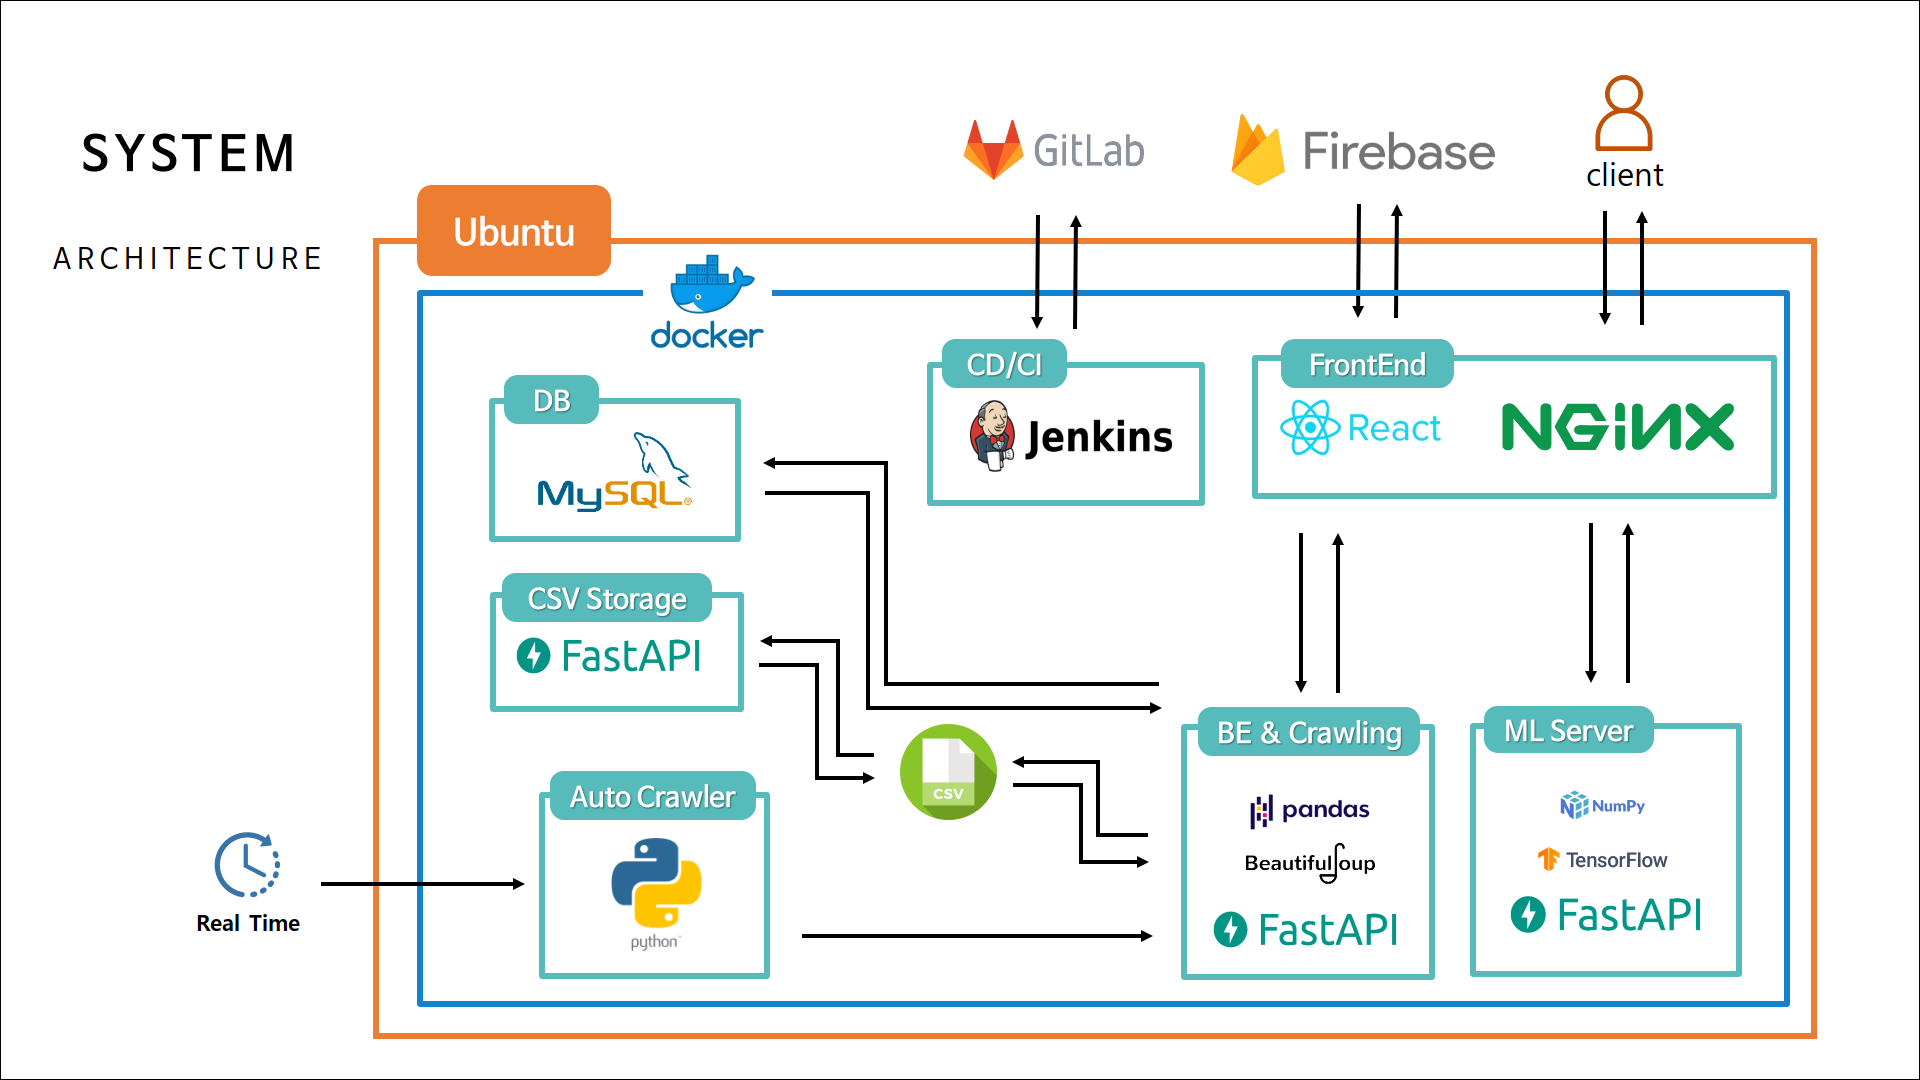 SYSTEM
ARCHITECTURE
GitLab
Firebase
client
Ubuntu
docker
CD/CI
Jenkins
FrontEnd
React
NGINX
DB
MySQL®
CSV Storage
FastAPI
CSV
Auto Crawler
python™
Real Time
BE & Crawling
pandas
BeautifulSoup
FastAPI
ML Server
NumPy
TensorFlow
FastAPI